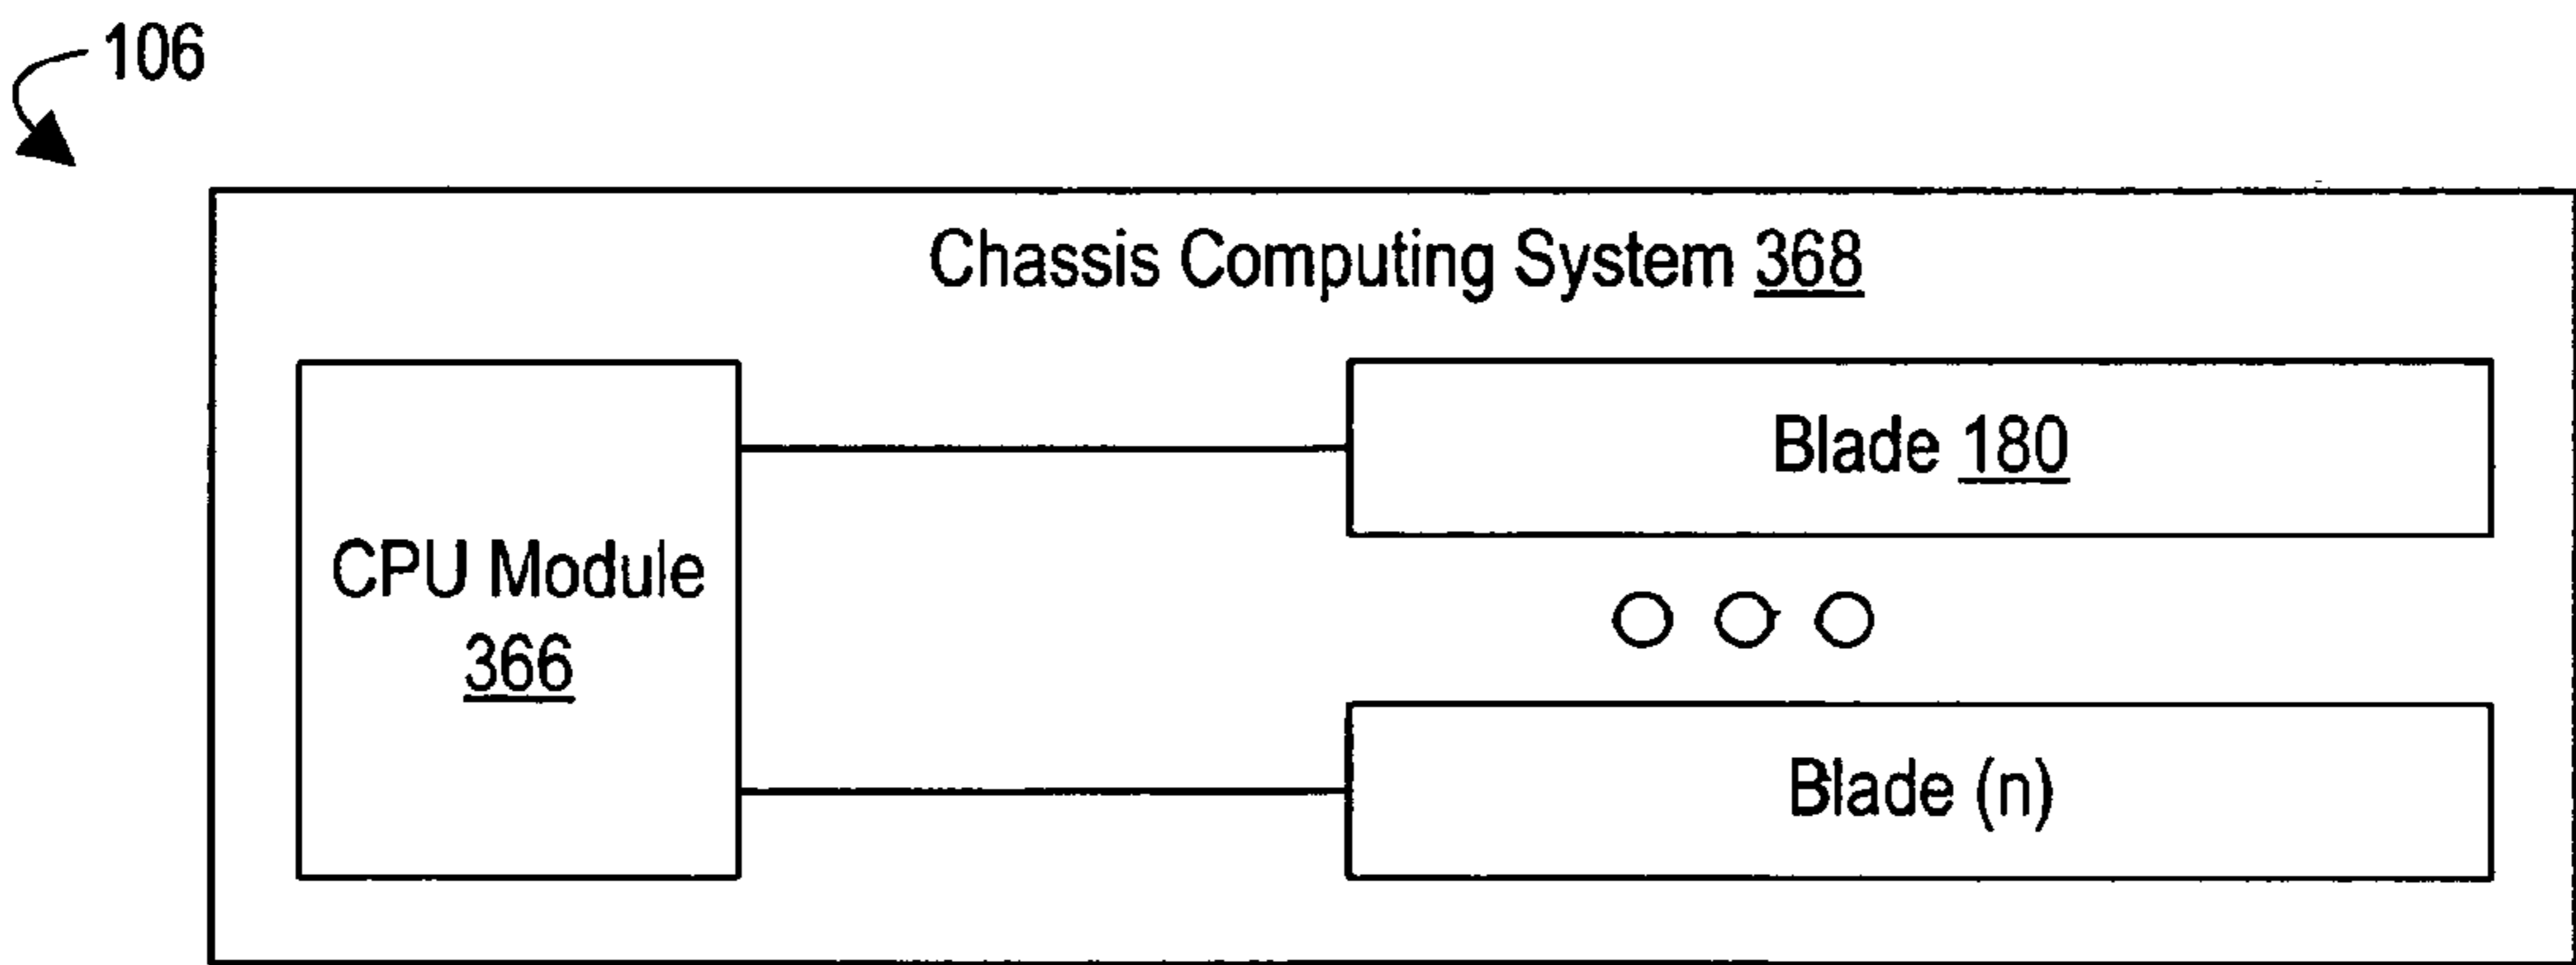 106
Chassis Computing System 368
Blade 180
CPU Module
366
Blade (n)